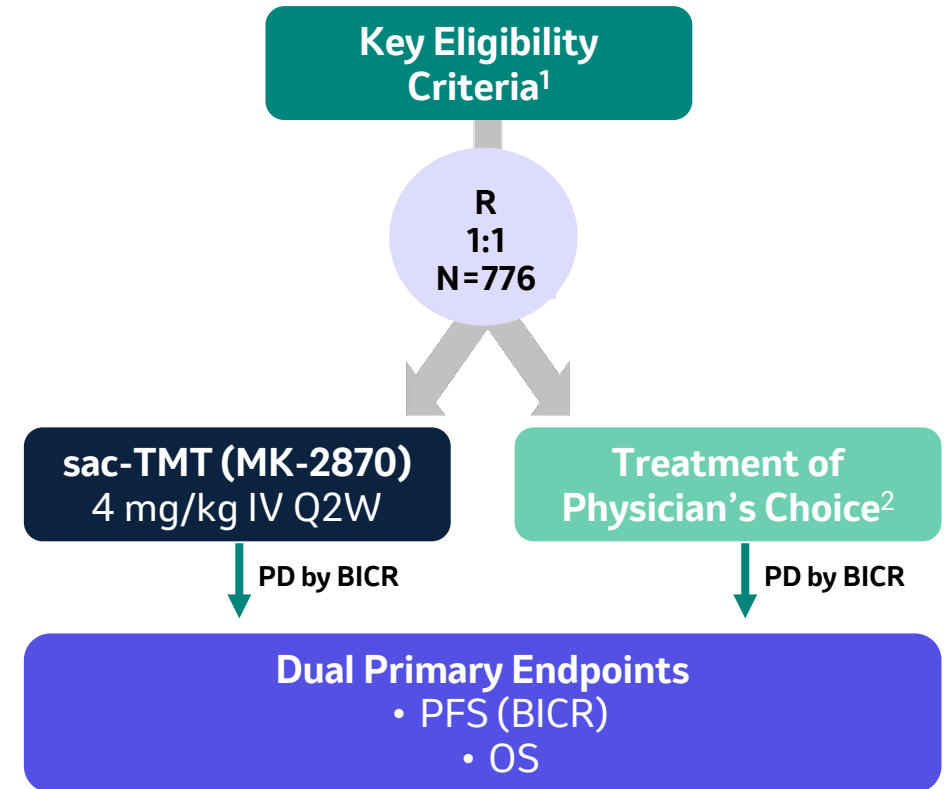 Key Eligibility
Criteria¹
R
1:1
N=776
sac-TMT (MK-2870)
4 mg/kg IV Q2W
Treatment of
Physician’s Choice²
PD by BICR
PD by BICR
Dual Primary Endpoints
• PFS (BICR)
• OS